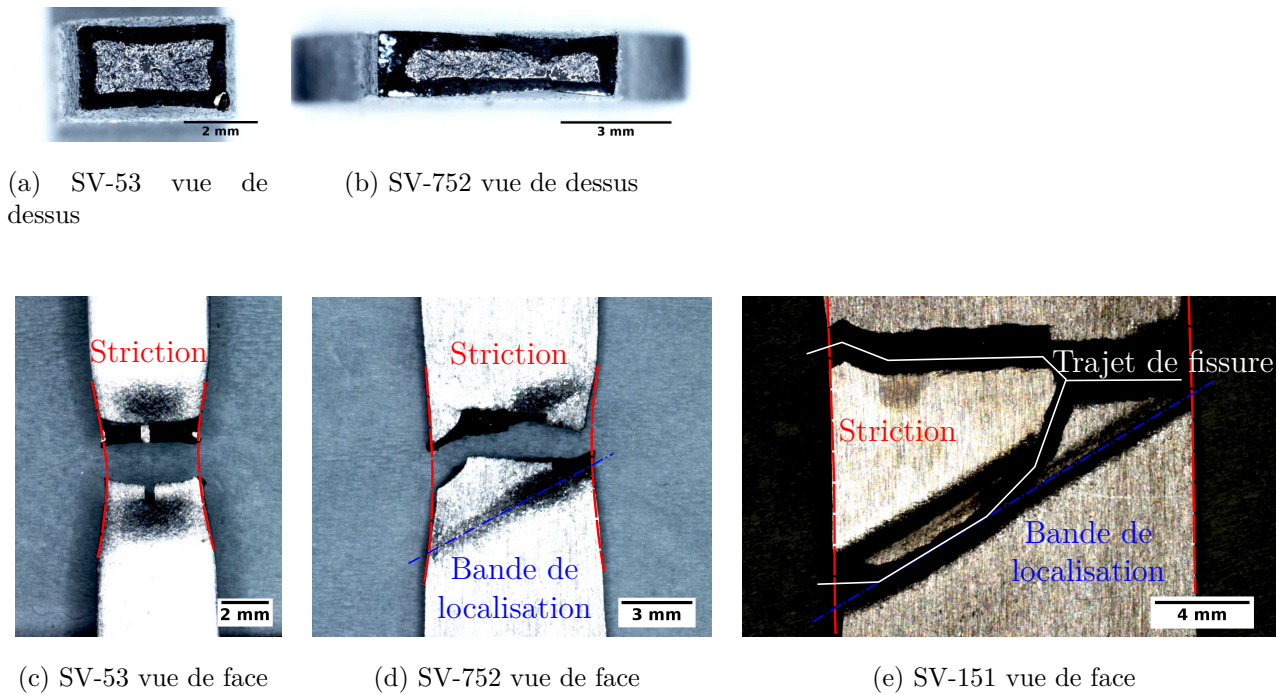 2 mm
3 mm
(a) SV-53 vue de
dessus
(b) SV-752 vue de dessus
Striction
2 mm
Striction
Bande de
localisation
3 mm
Trajet de fissure
Striction
Bande de
localisation
4 mm
(c) SV-53 vue de face
(d) SV-752 vue de face
(e) SV-151 vue de face